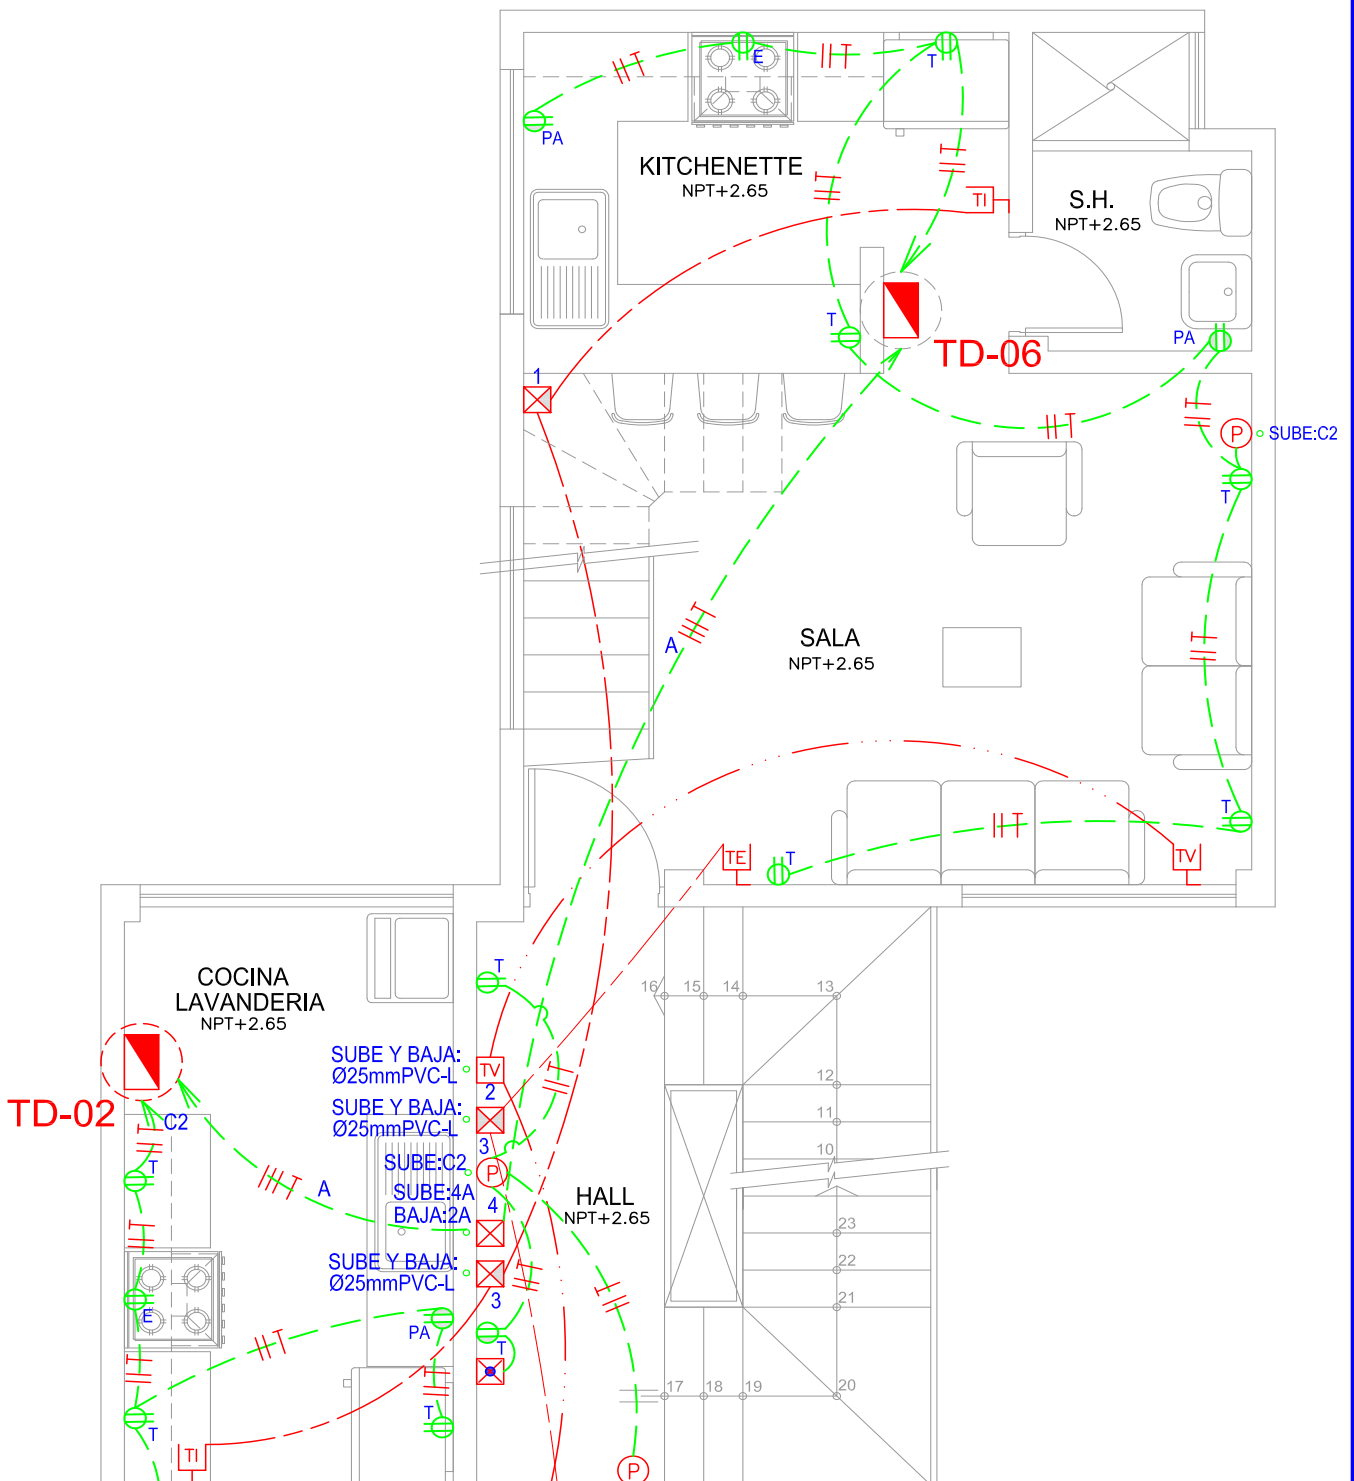 E
T
PA
KITCHENETTE
NPT+2.65
TI
S.H.
NPT+2.65
T
PA
TD-06
1
P
SUBE:C2
T
A
SALA
NPT+2.65
T
TE
T
TV
COCINA
LAVANDERIA
NPT+2.65
T
16
15
14
13
SUBE Y BAJA:
Ø25mmPVC-L
TV
2
12
TD-02
C2
SUBE Y BAJA:
Ø25mmPVC-L
11
3
10
T
SUBE:C2
P
A
SUBE:4A
BAJA:2A
4
HALL
NPT+2.65
23
SUBE Y BAJA:
Ø25mmPVC-L
22
3
21
E
PA
T
17
18
19
20
T
T
TI
P